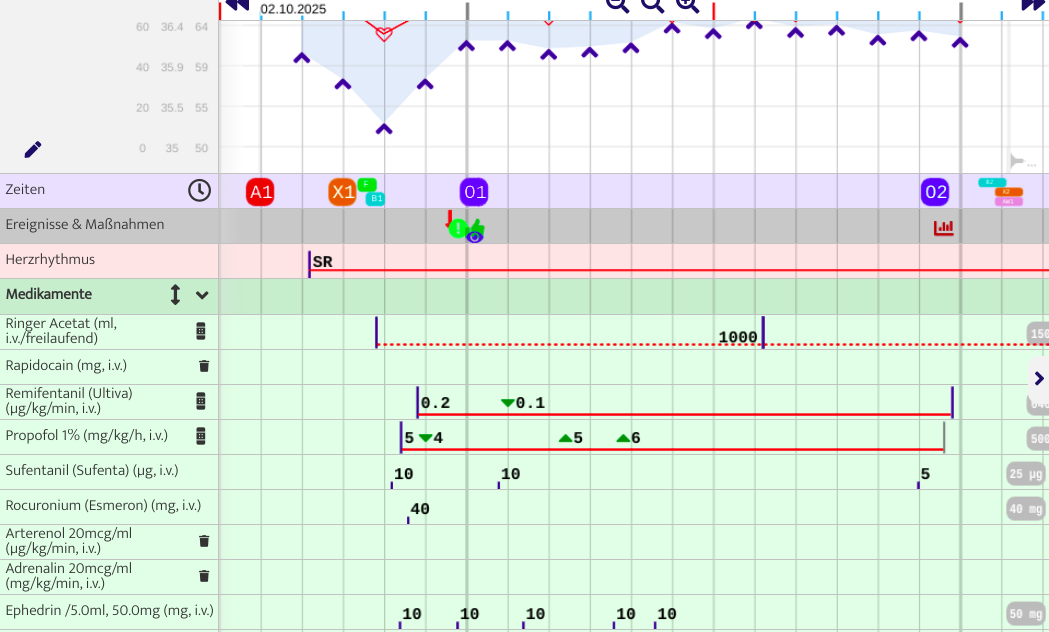 02.10.2025
60 36.4 64
40 35.9 59
20 35.5 55
0 35 50
...
Zeiten
A1 X1 F B1 O1 O2
Ereignisse & Maßnahmen
Herzrhythmus
SR
Medikamente
Ringer Acetat (ml,
i.v./freilaufend)
1000
150
Rapidocain (mg, i.v.)
Remifentanil (Ultiva)
(µg/kg/min, i.v.)
0.2 0.1
Propofol 1% (mg/kg/h, i.v.)
5 4 5 6
500
Sufentanil (Sufenta) (µg, i.v.)
10 10 5
25 µg
Rocuronium (Esmeron) (mg, i.v.)
40
40 mg
Arterenol 20mcg/ml
(µg/kg/min, i.v.)
Adrenalin 20mcg/ml
(mg/kg/min, i.v.)
Ephedrin /5.0ml, 50.0mg (mg, i.v.)
10 10 10 10 10
50 mg